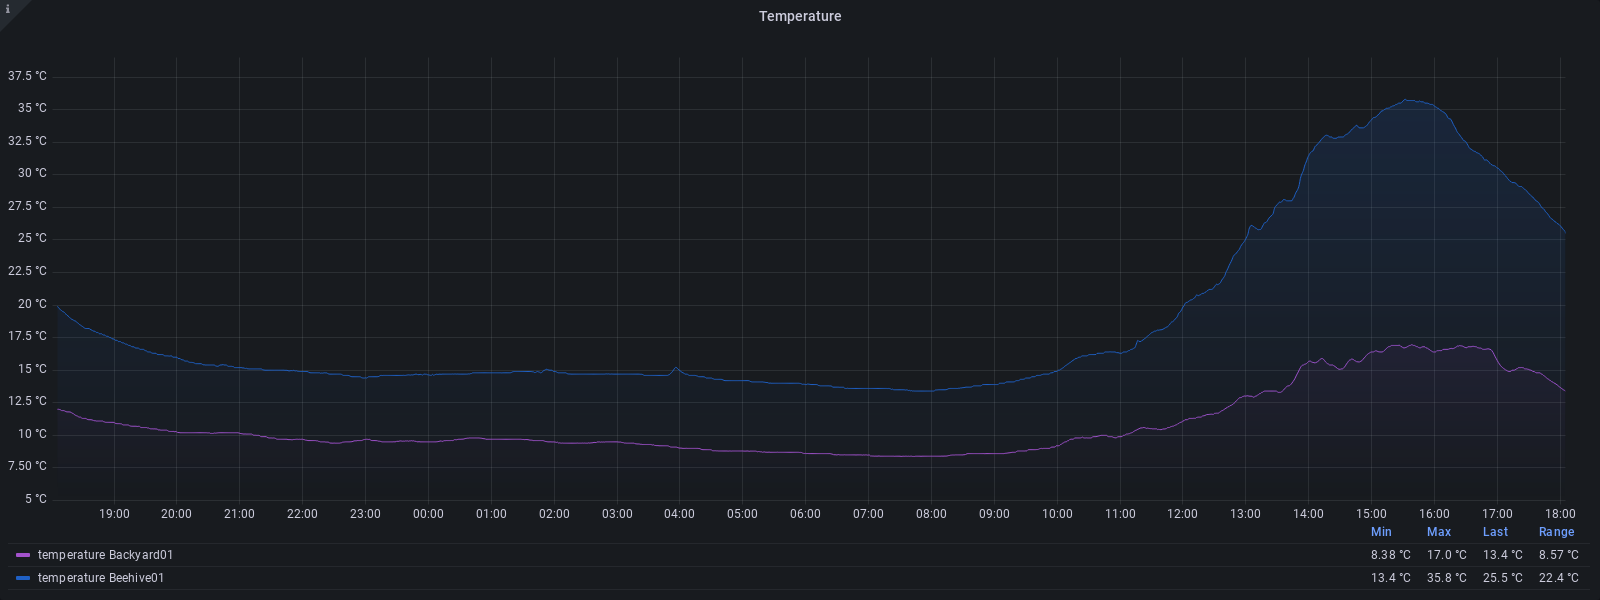 i
Temperature
37.5 °C
35 °C
32.5 °C
30 °C
27.5 °C
25 °C
22.5 °C
20 °C
17.5 °C
15 °C
12.5 °C
10 °C
7.50 °C
5 °C
19:00 20:00 21:00 22:00 23:00 00:00 01:00 02:00 03:00 04:00 05:00 06:00 07:00 08:00 09:00 10:00 11:00 12:00 13:00 14:00 15:00 16:00 17:00 18:00
Min Max Last Range
temperature Backyard01 8.38 °C 17.0 °C 13.4 °C 8.57 °C
temperature Beehive01 13.4 °C 35.8 °C 25.5 °C 22.4 °C